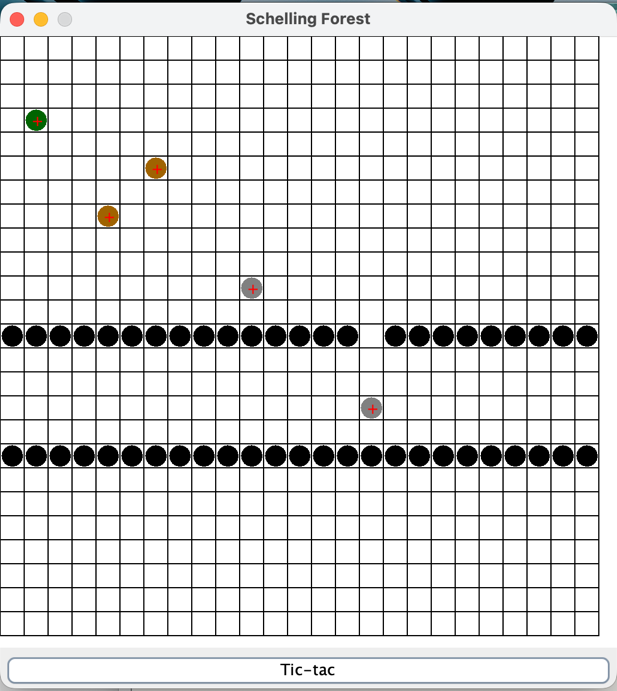 Schelling Forest
+
+
+
+
+
Tic-tac